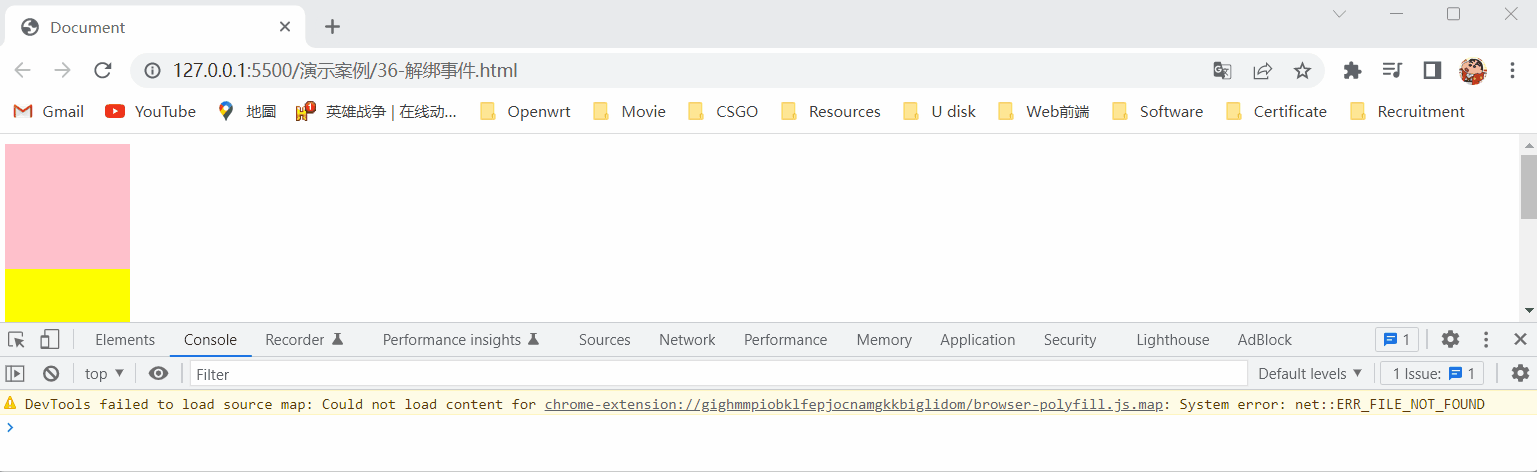 Document
127.0.0.1:5500/演示案例/36-解绑事件.html
Gmail YouTube 地圖 1 英雄战争 | 在线动... Openwrt Movie CSGO Resources U disk Web前端 Software Certificate Recruitment
Elements Console Recorder Performance insights Sources Network Performance Memory Application Security Lighthouse AdBlock 1
top Filter Default levels 1 Issue: 1
DevTools failed to load source map: Could not load content for chrome-extension://gighmmpiobklfepjocnamgkkbiglidom/browser-polyfill.js.map: System error: net::ERR_FILE_NOT_FOUND